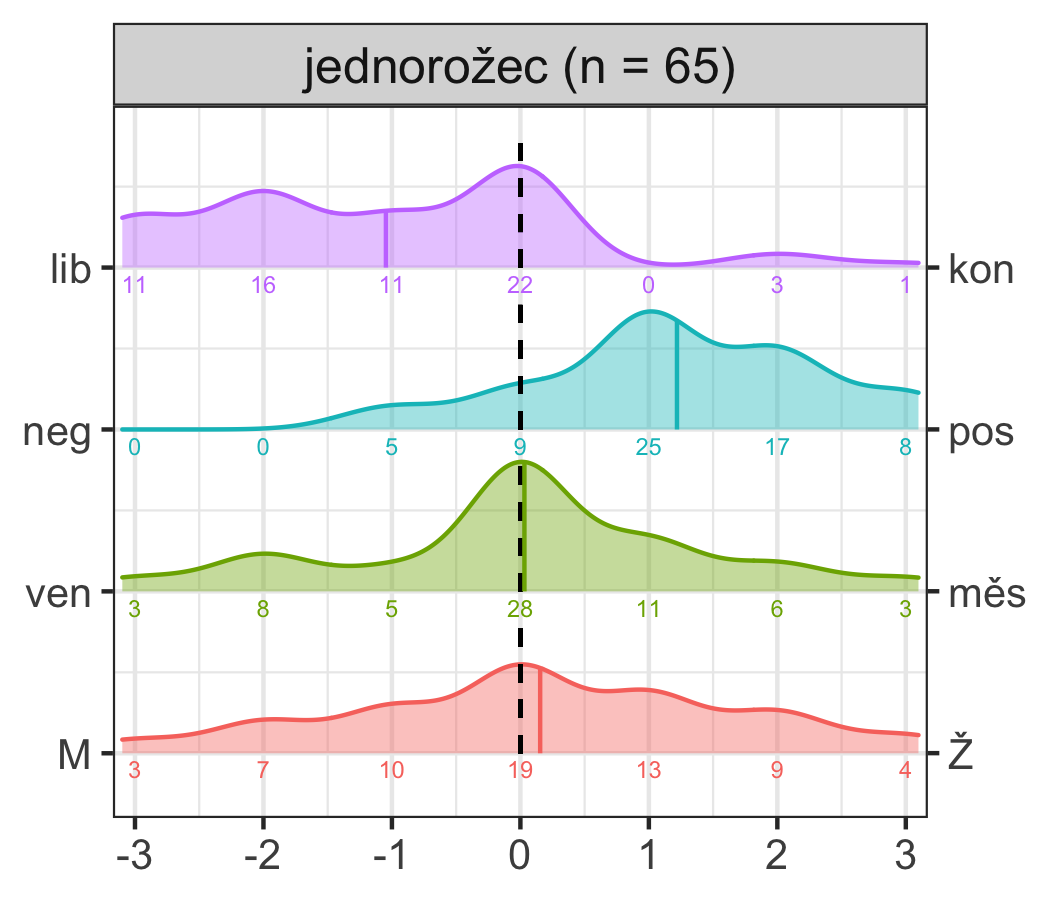 jednorožec (n = 65)
lib kon
11 16 11 22 0 3 1
neg pos
0 0 5 9 25 17 8
ven měs
3 8 5 28 11 6 3
M Ž
3 7 10 19 13 9 4
-3 -2 -1 0 1 2 3